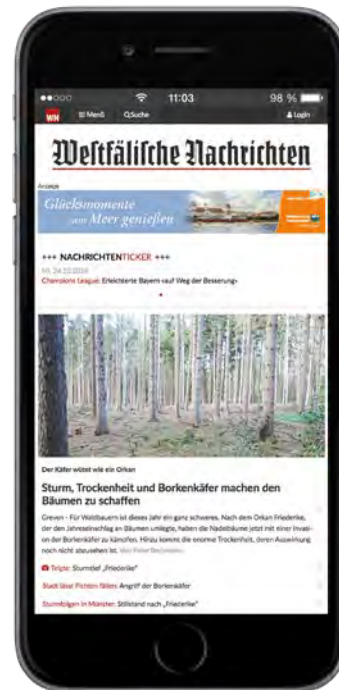 11:03
98 %
WN Menü Suche Login
Westfälische Nachrichten
Anzeige
Glücksmomente
am Meer genießen
+++ NACHRICHTENTICKER +++
Mi, 24.10.2018
Champions League: Erleichterte Bayern «auf Weg der Besserung»
Der Käfer wütet wie ein Orkan
Sturm, Trockenheit und Borkenkäfer machen den
Bäumen zu schaffen
Greven - Für Waldbauern ist dieses Jahr ein ganz schweres. Nach dem Orkan Friederike,
der den Jahreseinschlag an Bäumen umlegte, haben die Nadelbäume jetzt mit einer Invasi-
on der Borkenkäfer zu kämpfen. Hinzu kommt die enorme Trockenheit, deren Auswirkung
noch nicht abzusehen ist. Von Peter Beckmann
Telgte: Sturmtief „Friederike“
Stadt lässt Fichten fällen: Angriff der Borkenkäfer
Sturmfolgen in Münster: Stillstand nach „Friederike“